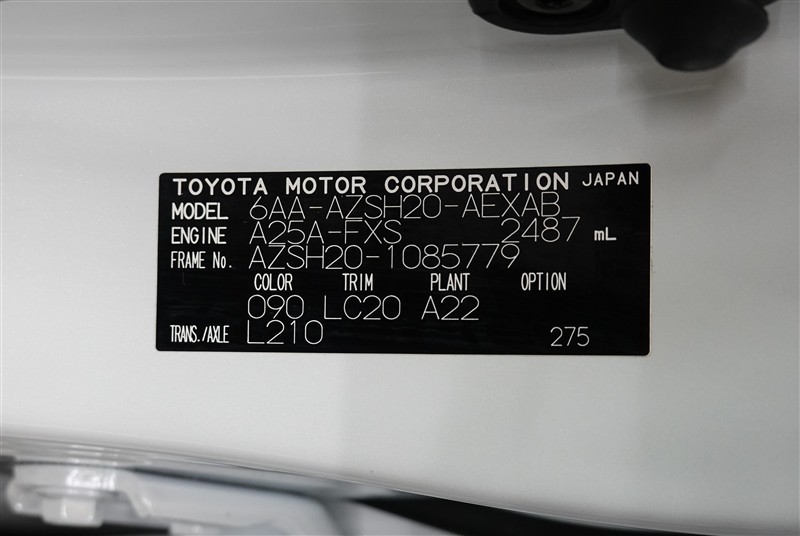 TOYOTA MOTOR CORPORATION JAPAN
MODEL 6AA-AZSH20-AEXAB
ENGINE A25A-FXS 2487 mL
FRAME No. AZSH20-1085779
COLOR TRIM PLANT OPTION
090 LC20 A22
TRANS./AXLE L210 275